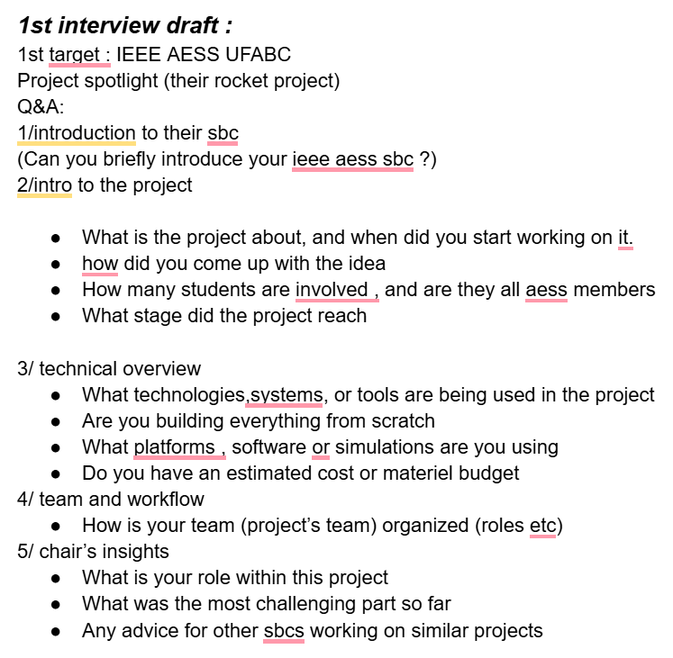 1st interview draft :
1st target : IEEE AESS UFABC
Project spotlight (their rocket project)
Q&A:
1/introduction to their sbc
(Can you briefly introduce your ieee aess sbc ?)
2/intro to the project
● What is the project about, and when did you start working on it.
● how did you come up with the idea
● How many students are involved , and are they all aess members
● What stage did the project reach
3/ technical overview
● What technologies,systems, or tools are being used in the project
● Are you building everything from scratch
● What platforms , software or simulations are you using
● Do you have an estimated cost or materiel budget
4/ team and workflow
● How is your team (project’s team) organized (roles etc)
5/ chair’s insights
● What is your role within this project
● What was the most challenging part so far
● Any advice for other sbcs working on similar projects